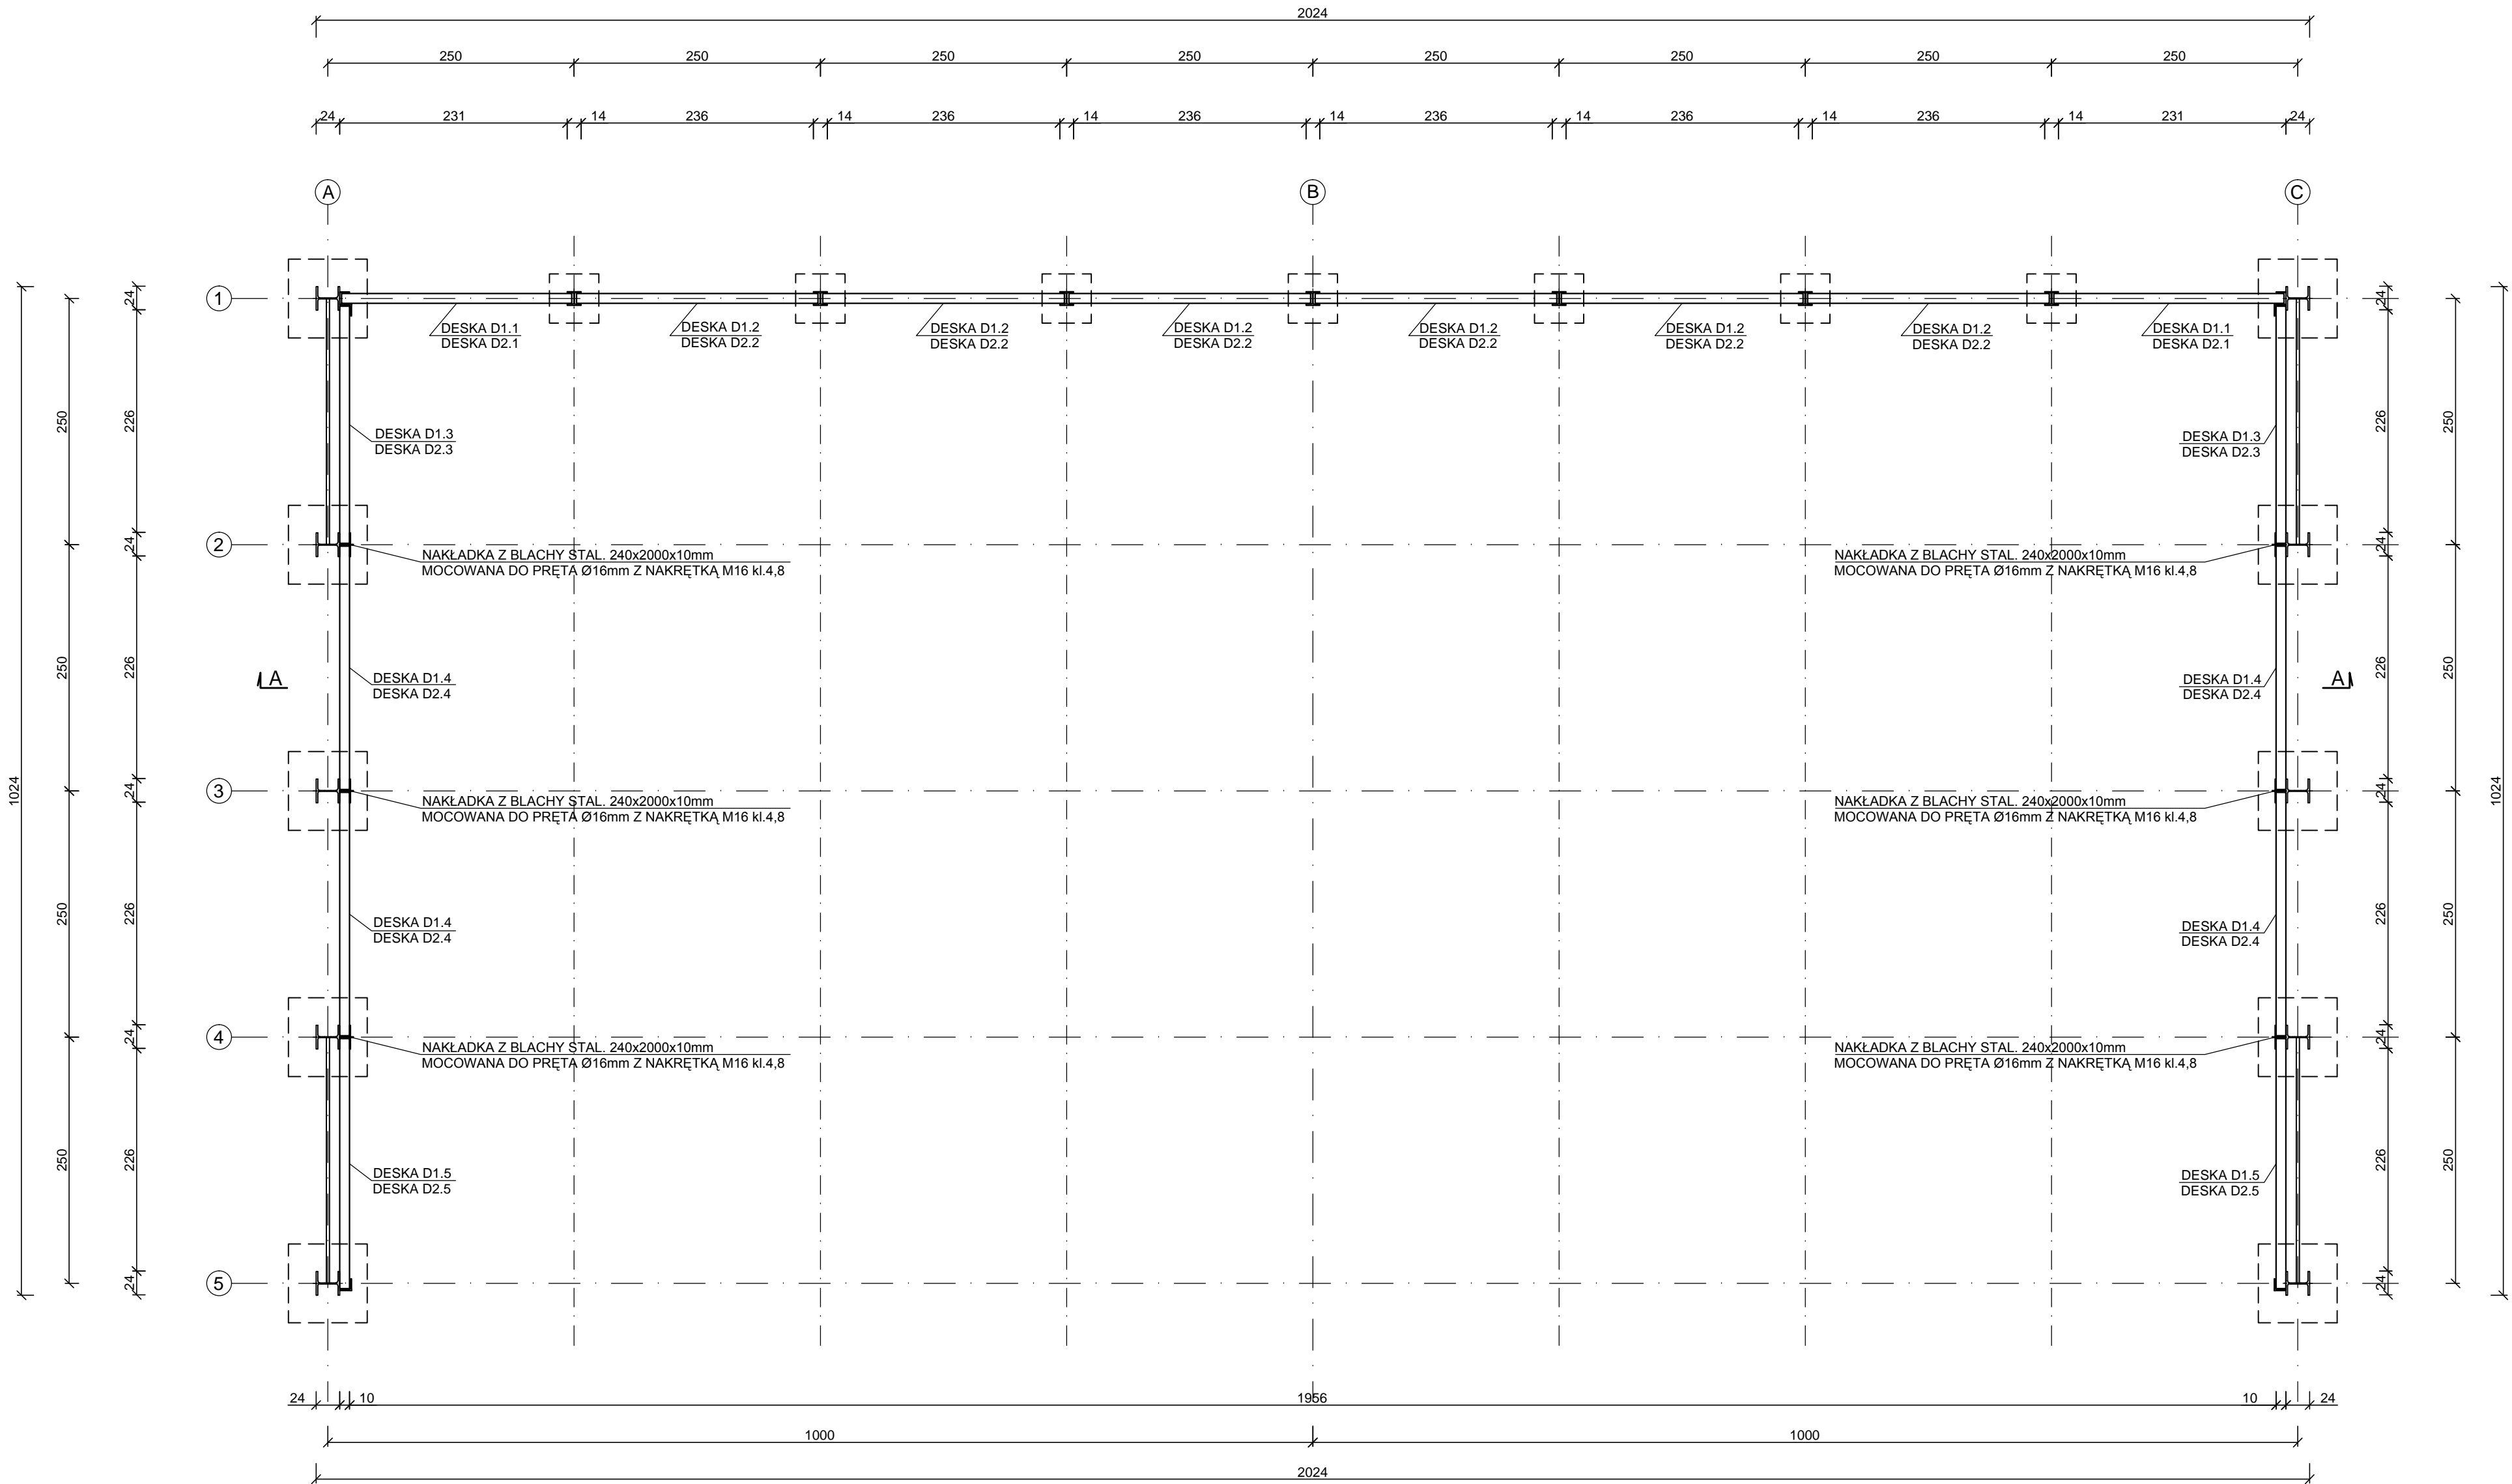 2024
250 250 250 250 250 250 250 250
24 231 14 236 14 236 14 236 14 236 14 236 14 236 14 231 24
A B C
1
24 24
DESKA D1.1 DESKA D1.2 DESKA D1.2 DESKA D1.2 DESKA D1.2 DESKA D1.2 DESKA D1.2 DESKA D1.1
DESKA D2.1 DESKA D2.2 DESKA D2.2 DESKA D2.2 DESKA D2.2 DESKA D2.2 DESKA D2.2 DESKA D2.1
250 226 226 250
DESKA D1.3 DESKA D1.3
DESKA D2.3 DESKA D2.3
24 2 24
NAKŁADKA Z BLACHY STAL. 240x2000x10mm NAKŁADKA Z BLACHY STAL. 240x2000x10mm
MOCOWANA DO PRĘTA Ø16mm Z NAKRĘTKĄ M16 kl.4,8 MOCOWANA DO PRĘTA Ø16mm Z NAKRĘTKĄ M16 kl.4,8
250 226 226 250
A A
DESKA D1.4 DESKA D1.4
DESKA D2.4 DESKA D2.4
1024 24 3 24 1024
NAKŁADKA Z BLACHY STAL. 240x2000x10mm NAKŁADKA Z BLACHY STAL. 240x2000x10mm
MOCOWANA DO PRĘTA Ø16mm Z NAKRĘTKĄ M16 kl.4,8 MOCOWANA DO PRĘTA Ø16mm Z NAKRĘTKĄ M16 kl.4,8
250 226 226 250
DESKA D1.4 DESKA D1.4
DESKA D2.4 DESKA D2.4
24 4 24
NAKŁADKA Z BLACHY STAL. 240x2000x10mm NAKŁADKA Z BLACHY STAL. 240x2000x10mm
MOCOWANA DO PRĘTA Ø16mm Z NAKRĘTKĄ M16 kl.4,8 MOCOWANA DO PRĘTA Ø16mm Z NAKRĘTKĄ M16 kl.4,8
250 226 226 250
DESKA D1.5 DESKA D1.5
DESKA D2.5 DESKA D2.5
24 5 24
24 10 1956 10 24
1000 1000
2024